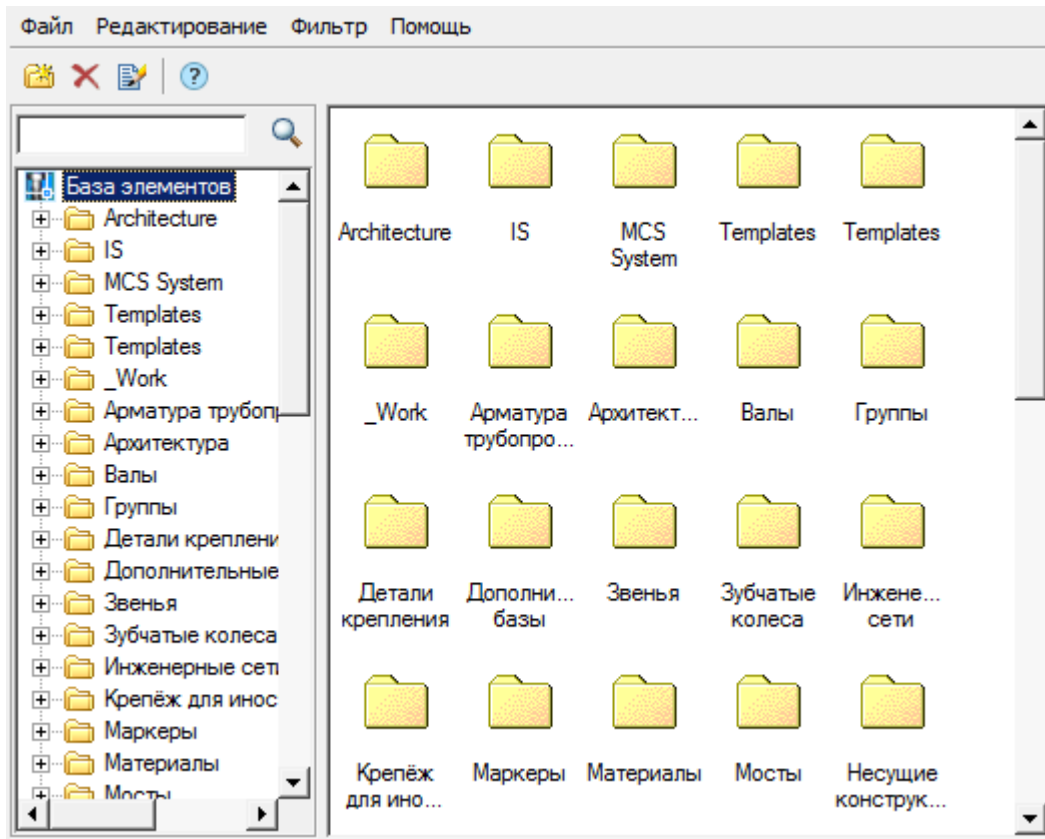 Файл Редактирование Фильтр Помощь
База элементов
Architecture
IS
MCS System
Templates
Templates
_Work
Арматура трубопр
Архитектура
Валы
Группы
Детали креплени
Дополнительные
Звенья
Зубчатые колеса
Инженерные сети
Крепёж для инос
Маркеры
Материалы
Мосты
Architecture IS MCS Templates Templates
System
_Work Арматура Архитект... Валы Группы
трубопро...
Детали Дополни... Звенья Зубчатые Инжене...
крепления базы колеса сети
Крепёж Маркеры Материалы Мосты Несущие
для ино... конструк...